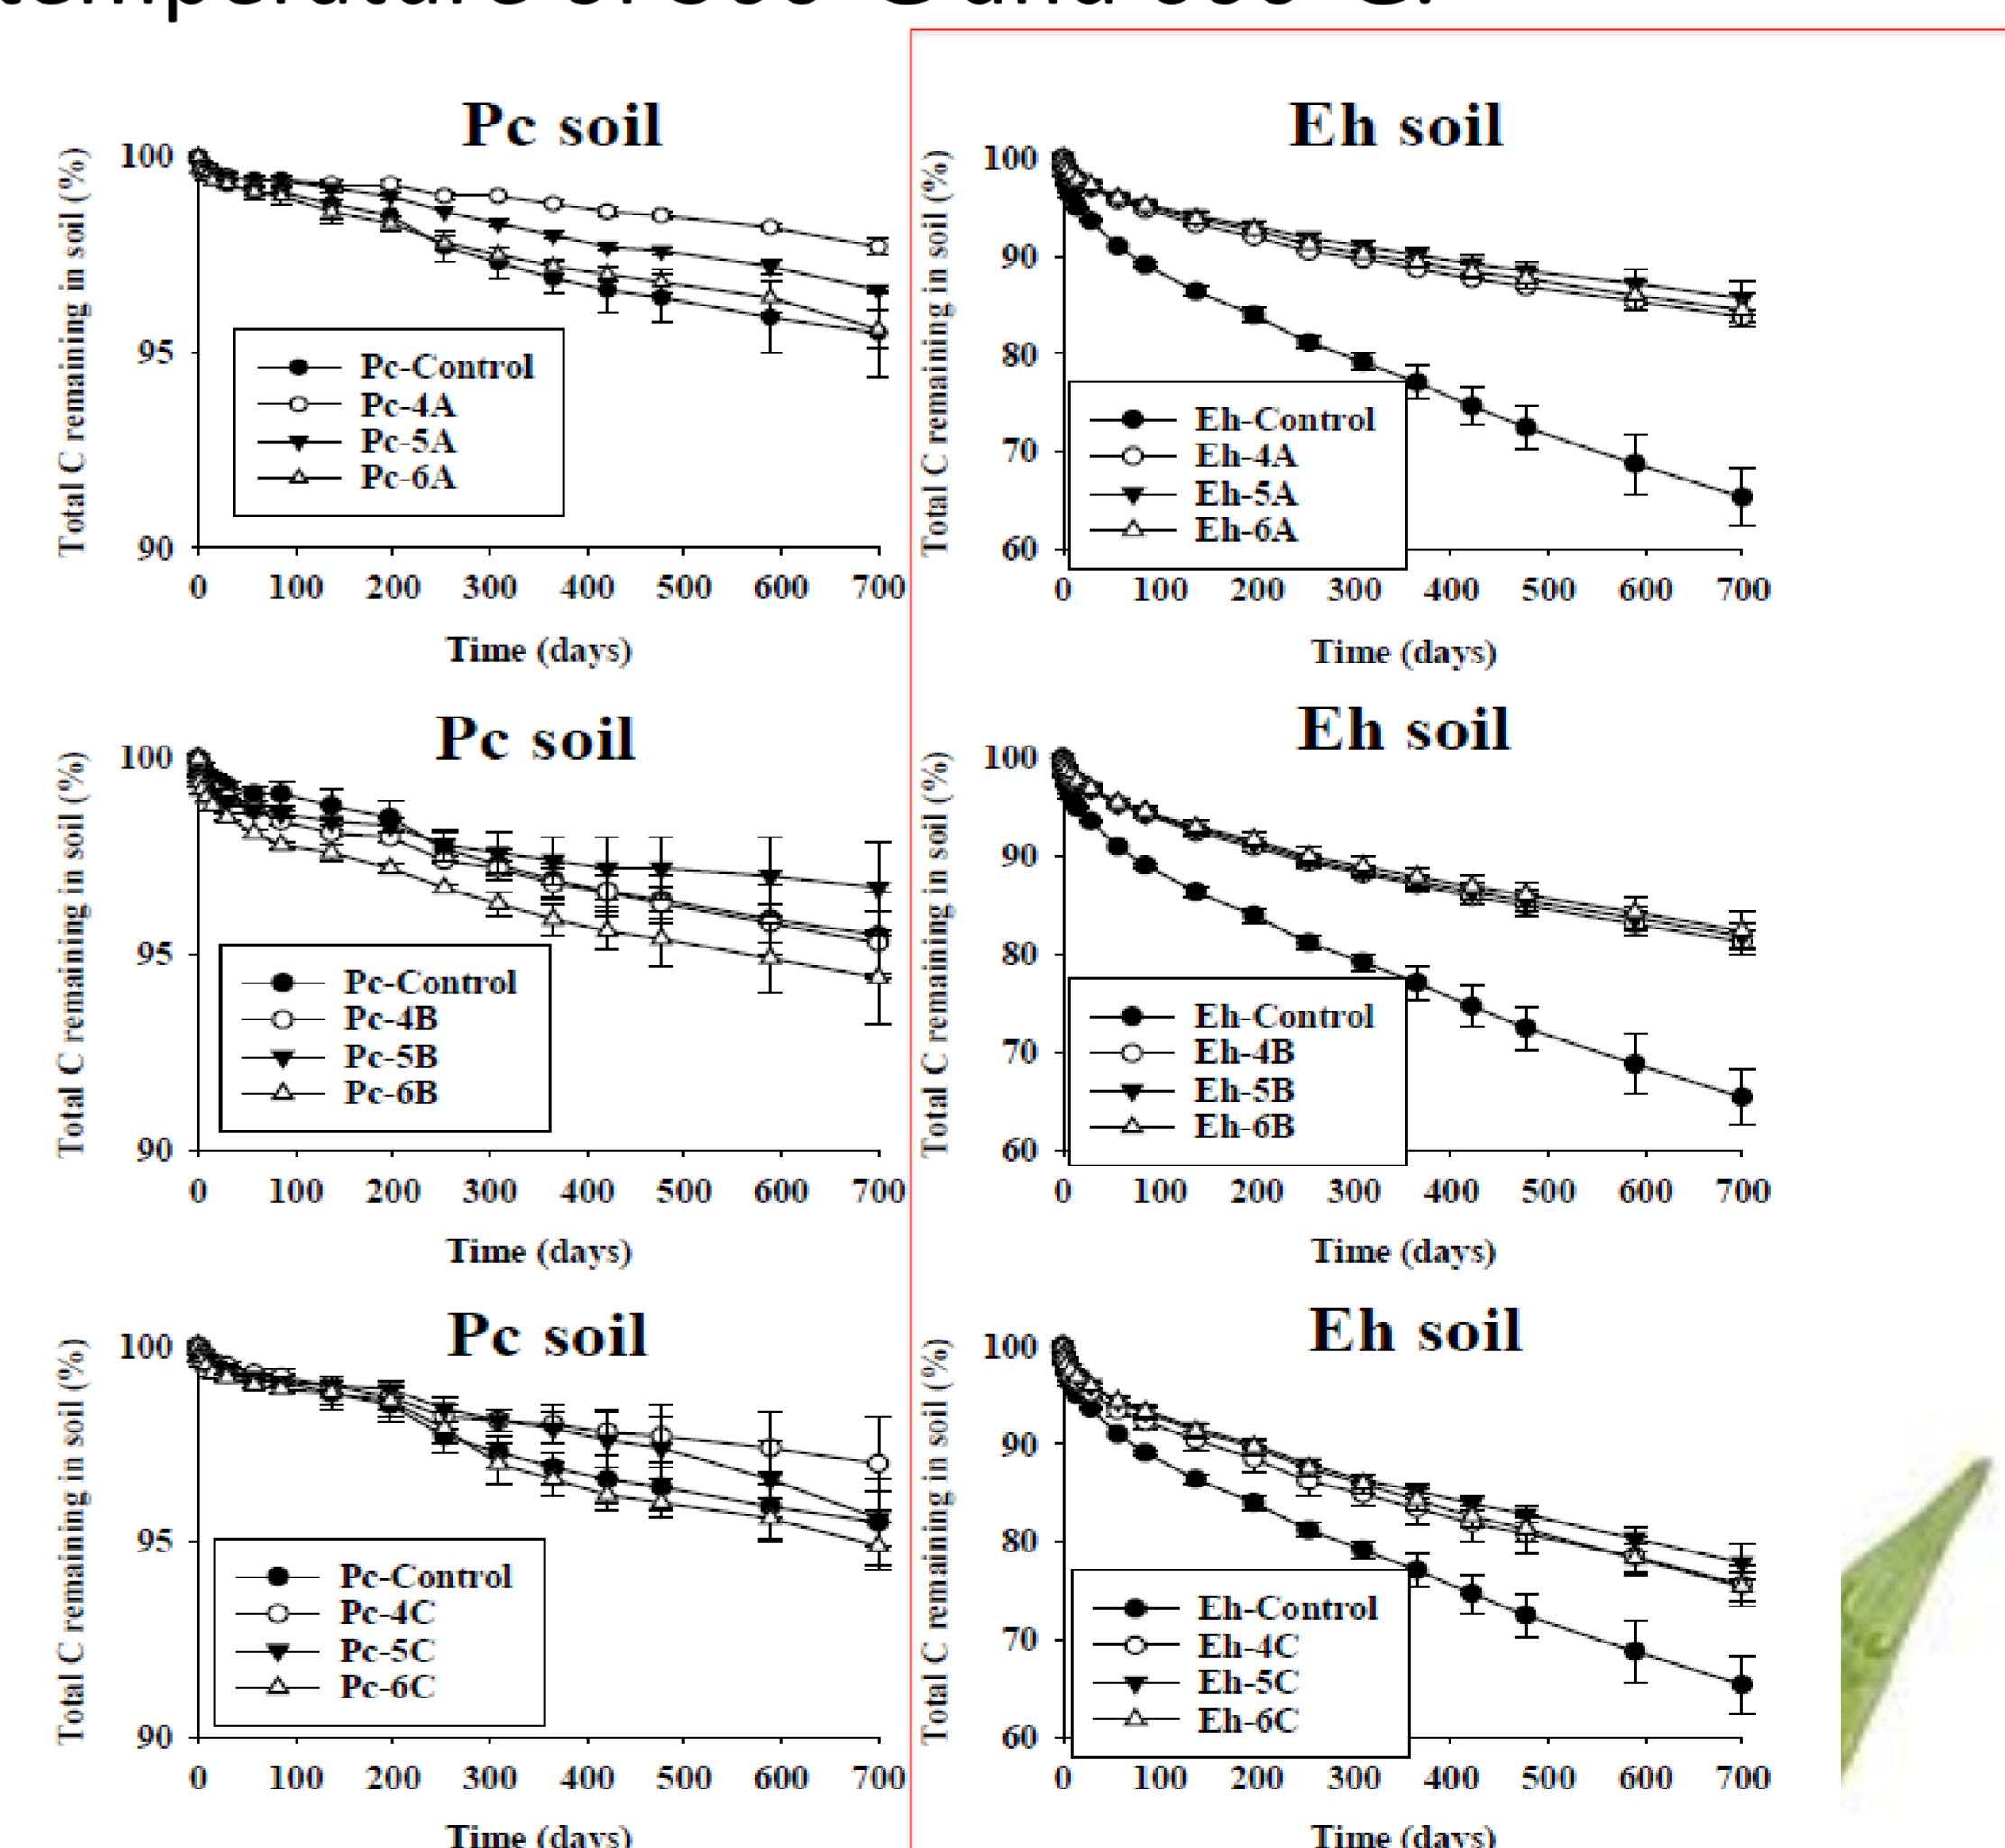 Pc soil
Total C remaining in soil (%)
100
95
90
Pc-Control
Pc-4A
Pc-5A
Pc-6A
0 100 200 300 400 500 600 700
Time (days)
Eh soil
Total C remaining in soil (%)
100
90
80
70
60
Eh-Control
Eh-4A
Eh-5A
Eh-6A
0 100 200 300 400 500 600 700
Time (days)
Pc soil
Total C remaining in soil (%)
100
95
90
Pc-Control
Pc-4B
Pc-5B
Pc-6B
0 100 200 300 400 500 600 700
Time (days)
Eh soil
Total C remaining in soil (%)
100
90
80
70
60
Eh-Control
Eh-4B
Eh-5B
Eh-6B
0 100 200 300 400 500 600 700
Time (days)
Pc soil
Total C remaining in soil (%)
100
95
90
Pc-Control
Pc-4C
Pc-5C
Pc-6C
0 100 200 300 400 500 600 700
Time (days)
Eh soil
Total C remaining in soil (%)
100
90
80
70
60
Eh-Control
Eh-4C
Eh-5C
Eh-6C
0 100 200 300 400 500 600 700
Time (days)